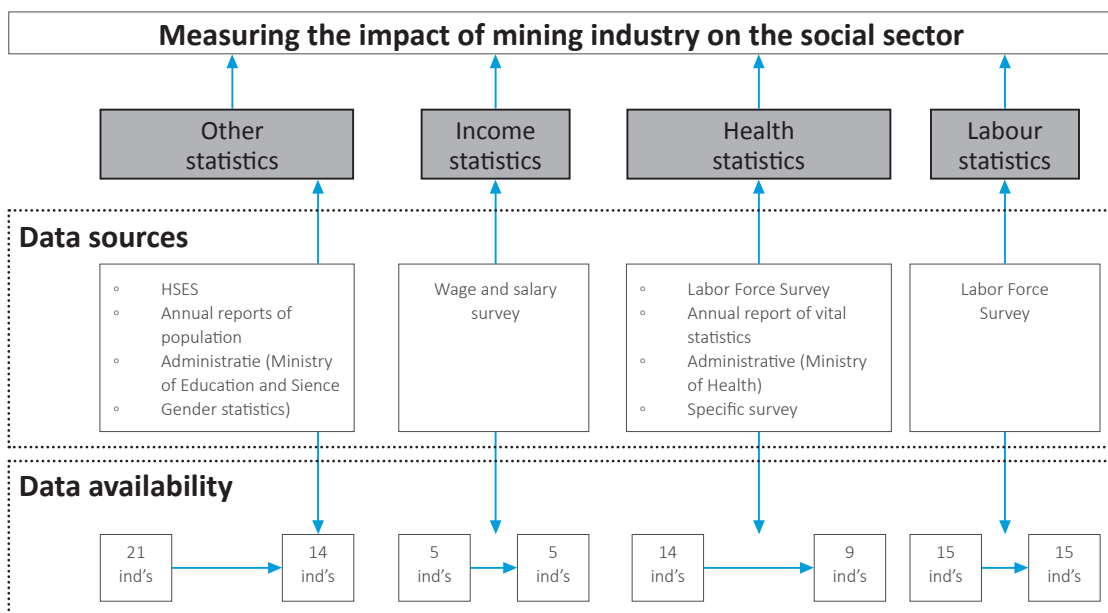 Measuring the impact of mining industry on the social sector
Other
statistics
Income
statistics
Health
statistics
Labour
statistics
Data sources
◦ HSES
◦ Annual reports of
population
◦ Administratie (Ministry
of Education and Sience
◦ Gender statistics)
Wage and salary
survey
◦ Labor Force Survey
◦ Annual report of vital
statistics
◦ Administrative (Ministry
of Health)
◦ Specific survey
Labor Force
Survey
Data availability
21
ind's
14
ind's
5
ind's
5
ind's
14
ind's
9
ind's
15
ind's
15
ind's